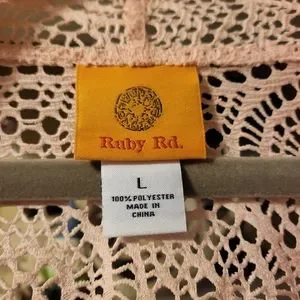 Ruby Rd.
L
100% POLYESTER
MADE IN
CHINA